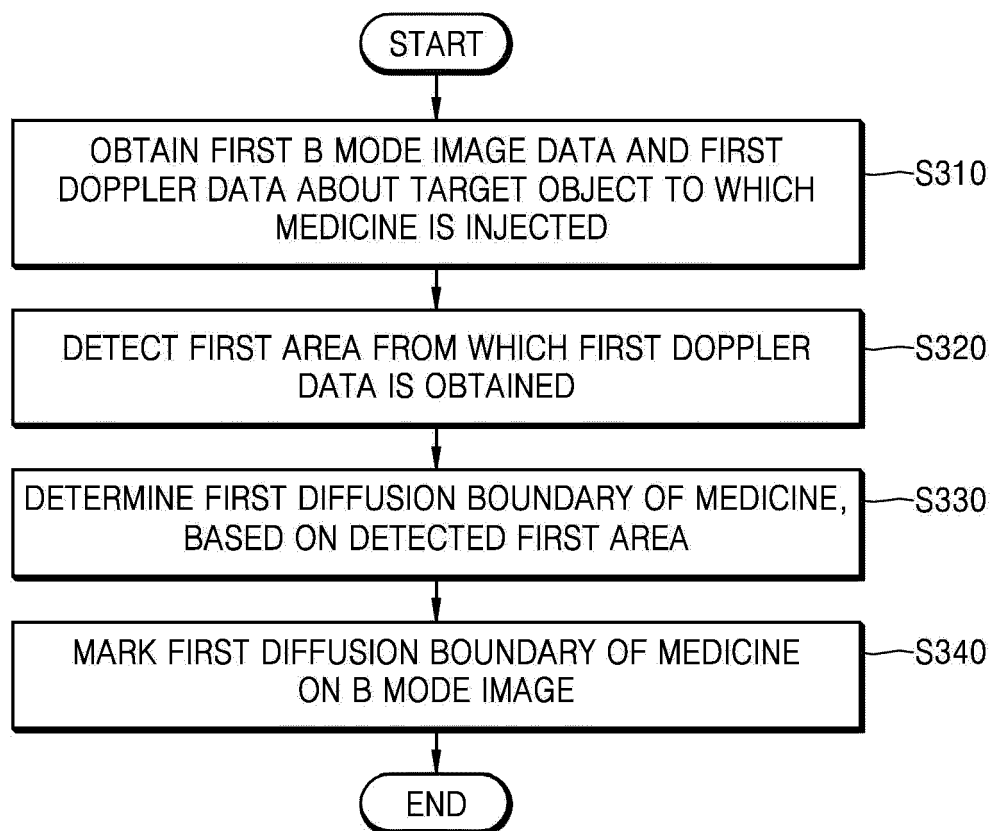 START
OBTAIN FIRST B MODE IMAGE DATA AND FIRST
DOPPLER DATA ABOUT TARGET OBJECT TO WHICH
MEDICINE IS INJECTED
S310
DETECT FIRST AREA FROM WHICH FIRST DOPPLER
DATA IS OBTAINED
S320
DETERMINE FIRST DIFFUSION BOUNDARY OF MEDICINE,
BASED ON DETECTED FIRST AREA
S330
MARK FIRST DIFFUSION BOUNDARY OF MEDICINE
ON B MODE IMAGE
S340
END